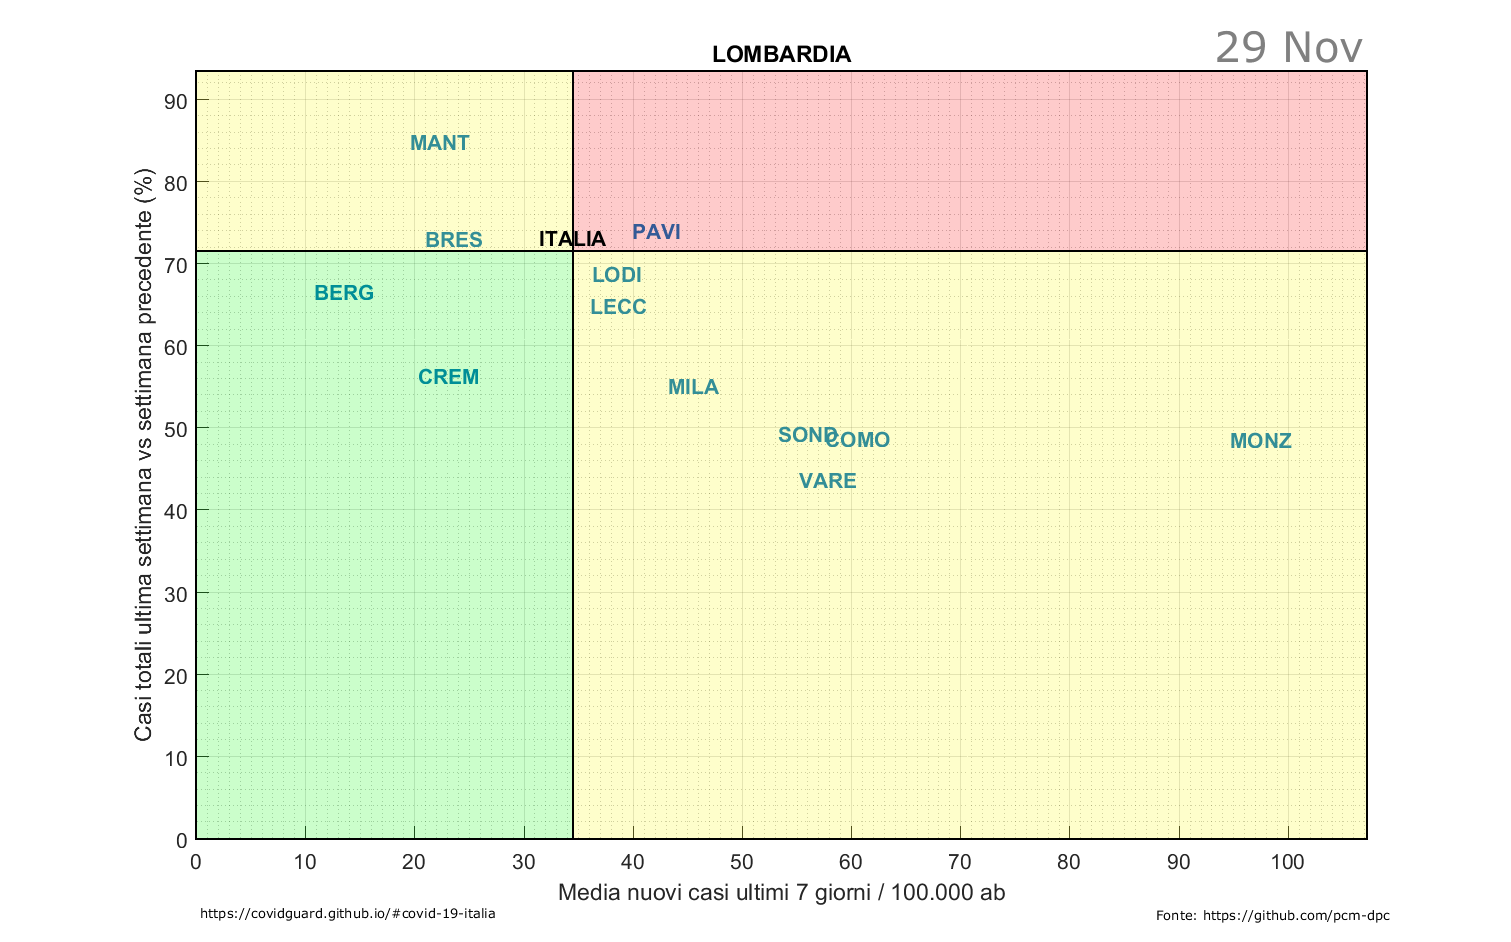 29 Nov
LOMBARDIA
Casi totali ultima settimana vs settimana precedente (%)
90
80
70
60
50
40
30
20
10
0
MANT
BRES
ITALIA
PAVI
LODI
BERG
LECC
CREM
MILA
SOND
COMO
MONZ
VARE
0 10 20 30 40 50 60 70 80 90 100
Media nuovi casi ultimi 7 giorni / 100.000 ab
https://covidguard.github.io/#covid-19-italia
Fonte: https://github.com/pcm-dpc